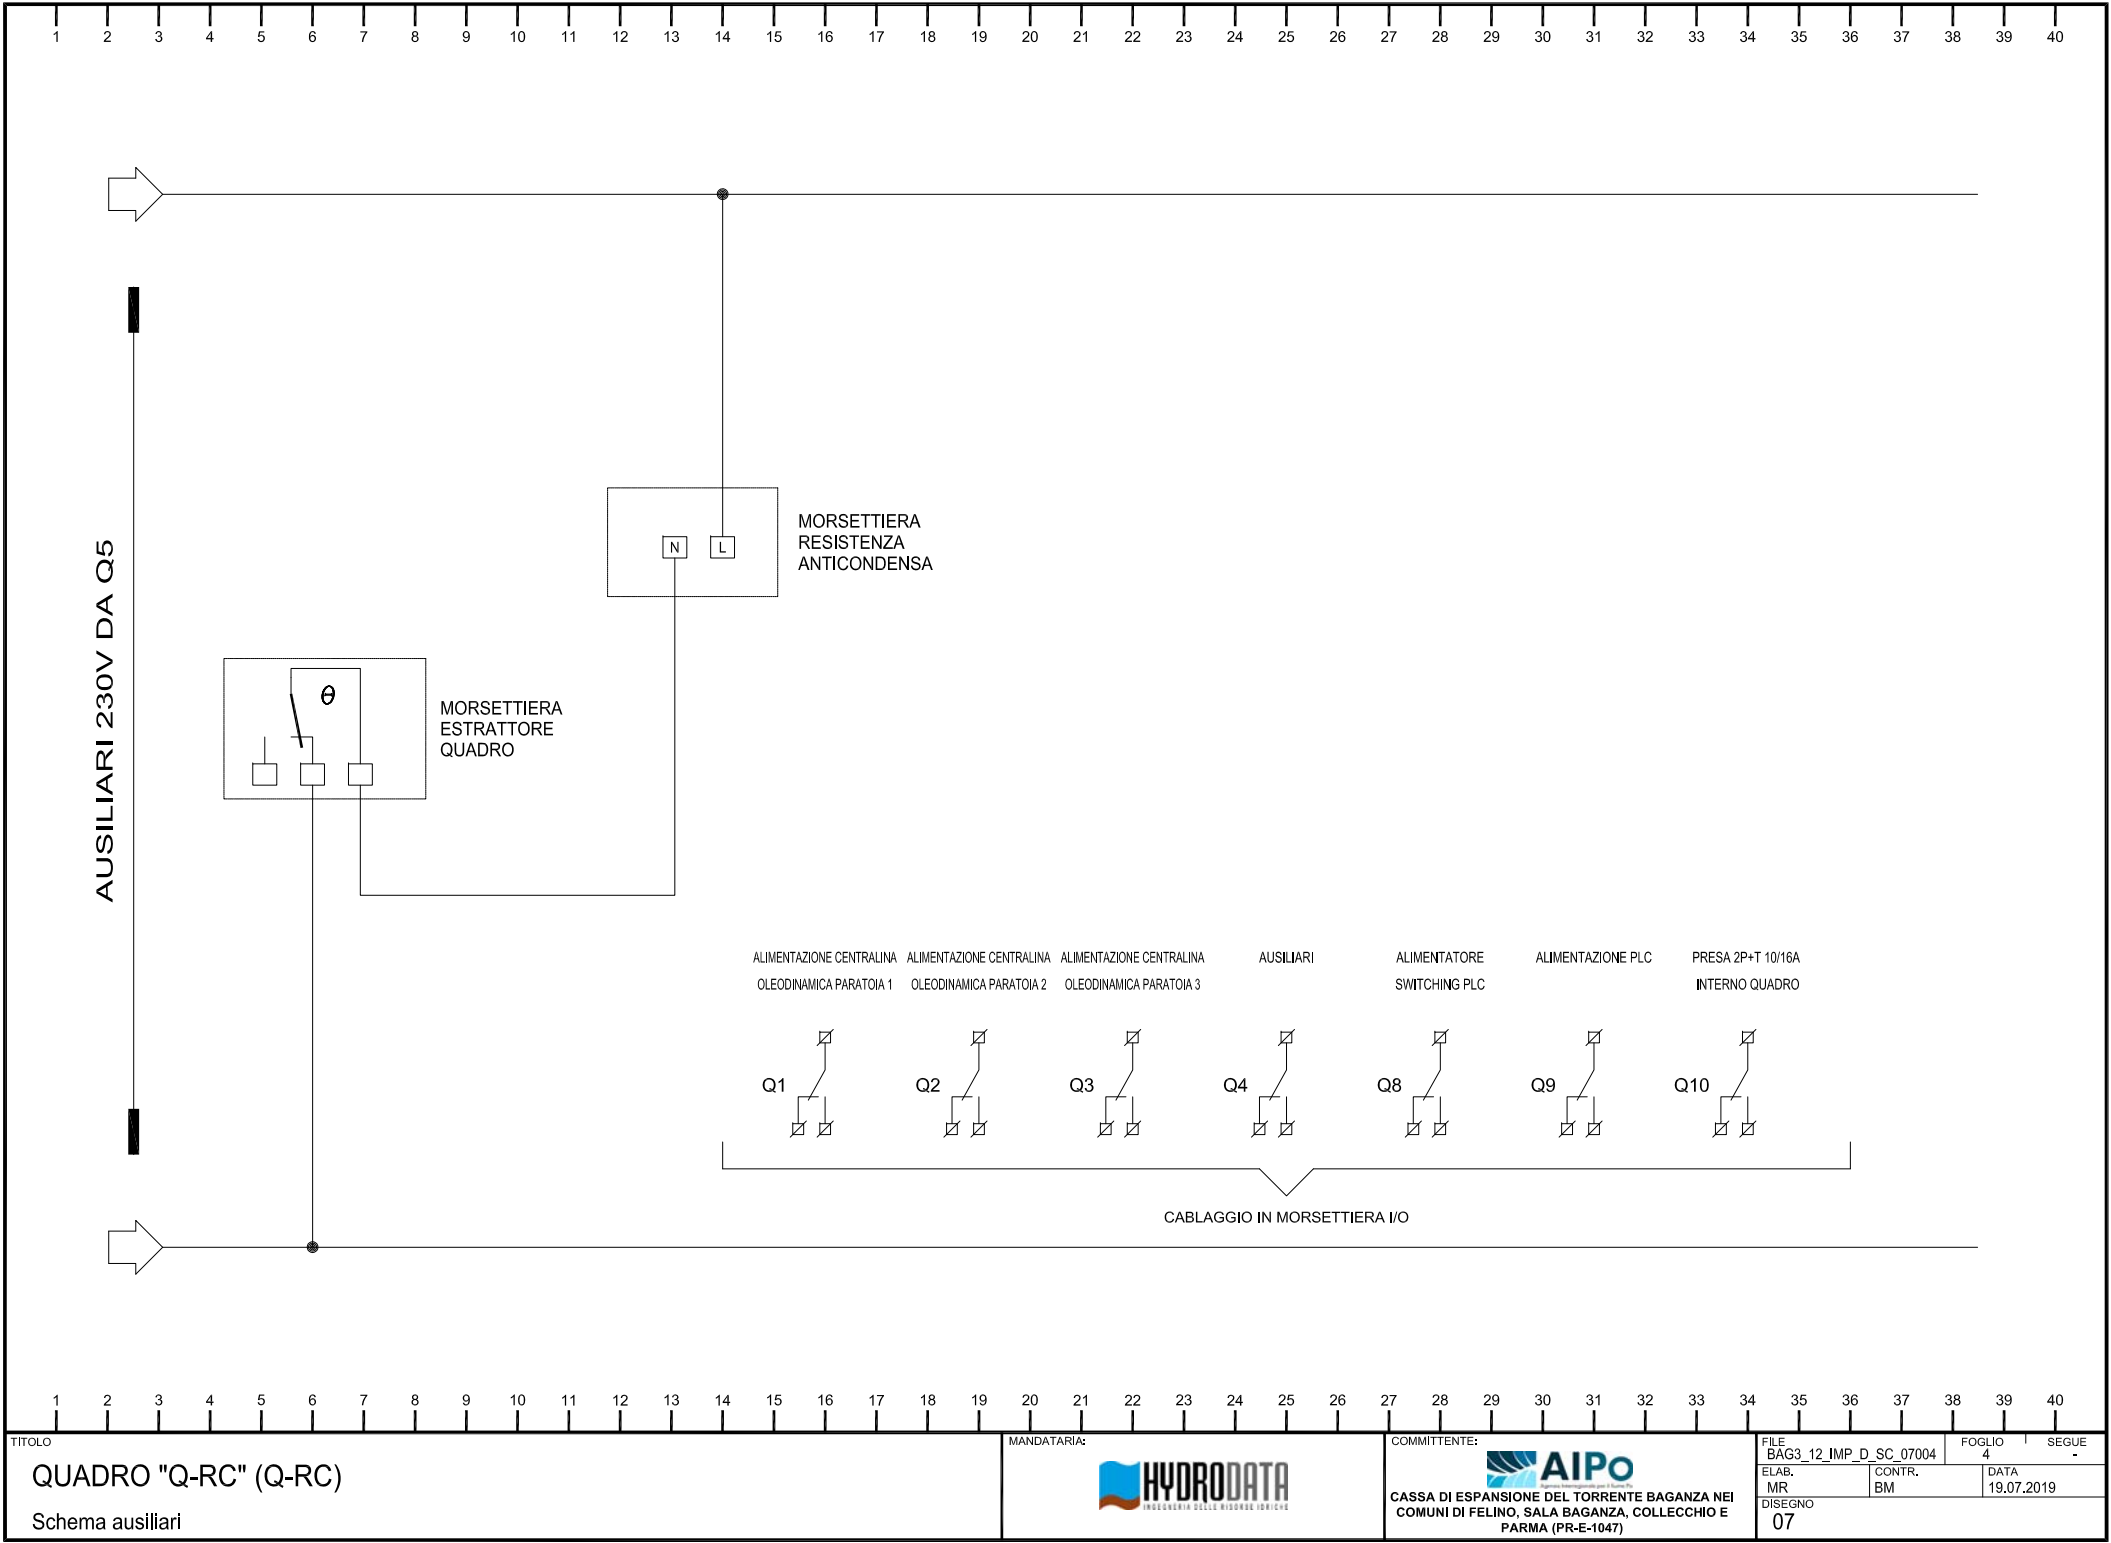 1 2 3 4 5 6 7 8 9 10 11 12 13 14 15 16 17 18 19 20 21 22 23 24 25 26 27 28 29 30 31 32 33 34 35 36 37 38 39 40
AUSILIARI 230V DA Q5
N L
MORSETTIERA
RESISTENZA
ANTICONDENSA
θ
MORSETTIERA
ESTRATTORE
QUADRO
ALIMENTAZIONE CENTRALINA
OLEODINAMICA PARATOIA 1
ALIMENTAZIONE CENTRALINA
OLEODINAMICA PARATOIA 2
ALIMENTAZIONE CENTRALINA
OLEODINAMICA PARATOIA 3
AUSILIARI
ALIMENTATORE
SWITCHING PLC
ALIMENTAZIONE PLC
PRESA 2P+T 10/16A
INTERNO QUADRO
Q1 Q2 Q3 Q4 Q8 Q9 Q10
CABLAGGIO IN MORSETTIERA I/O
1 2 3 4 5 6 7 8 9 10 11 12 13 14 15 16 17 18 19 20 21 22 23 24 25 26 27 28 29 30 31 32 33 34 35 36 37 38 39 40
TITOLO
QUADRO "Q-RC" (Q-RC)
Schema ausiliari
MANDATARIA:
HYDRODATA
INGEGNERIA DELLE RISORSE IDRICHE
COMMITTENTE:
AIPo
CASSA DI ESPANSIONE DEL TORRENTE BAGANZA NEI
COMUNI DI FELINO, SALA BAGANZA, COLLECCHIO E
PARMA (PR-E-1047)
FILE
BAG3_12_IMP_D_SC_07004
FOGLIO
4
SEGUE
-
ELAB.
MR
CONTR.
BM
DATA
19.07.2019
DISEGNO
07